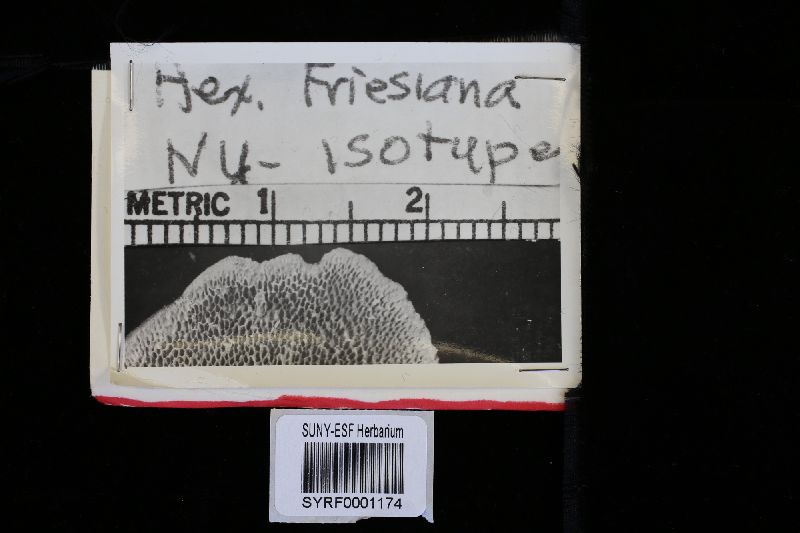 Hex. Friesiana
NY- isotype
METRIC 1 2
SUNY-ESF Herbarium
SYRF0001174